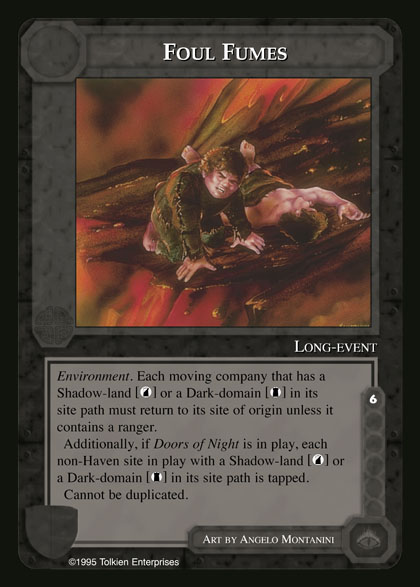 Foul Fumes
Long-event
Environment. Each moving company that has a
Shadow-land [ ] or a Dark-domain [ ] in its
site path must return to its site of origin unless it
contains a ranger.
Additionally, if Doors of Night is in play, each
non-Haven site in play with a Shadow-land [ ] or
a Dark-domain [ ] in its site path is tapped.
Cannot be duplicated.
6
Art by Angelo Montanini
©1995 Tolkien Enterprises